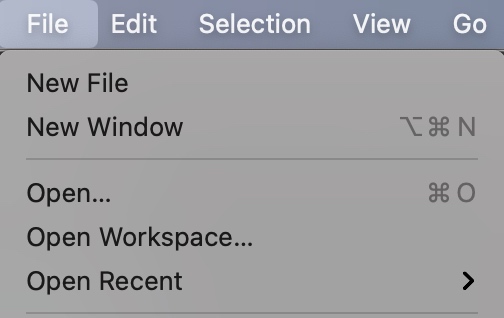 File Edit Selection View Go
New File
New Window ⌥⌘ N
Open... ⌘ O
Open Workspace...
Open Recent